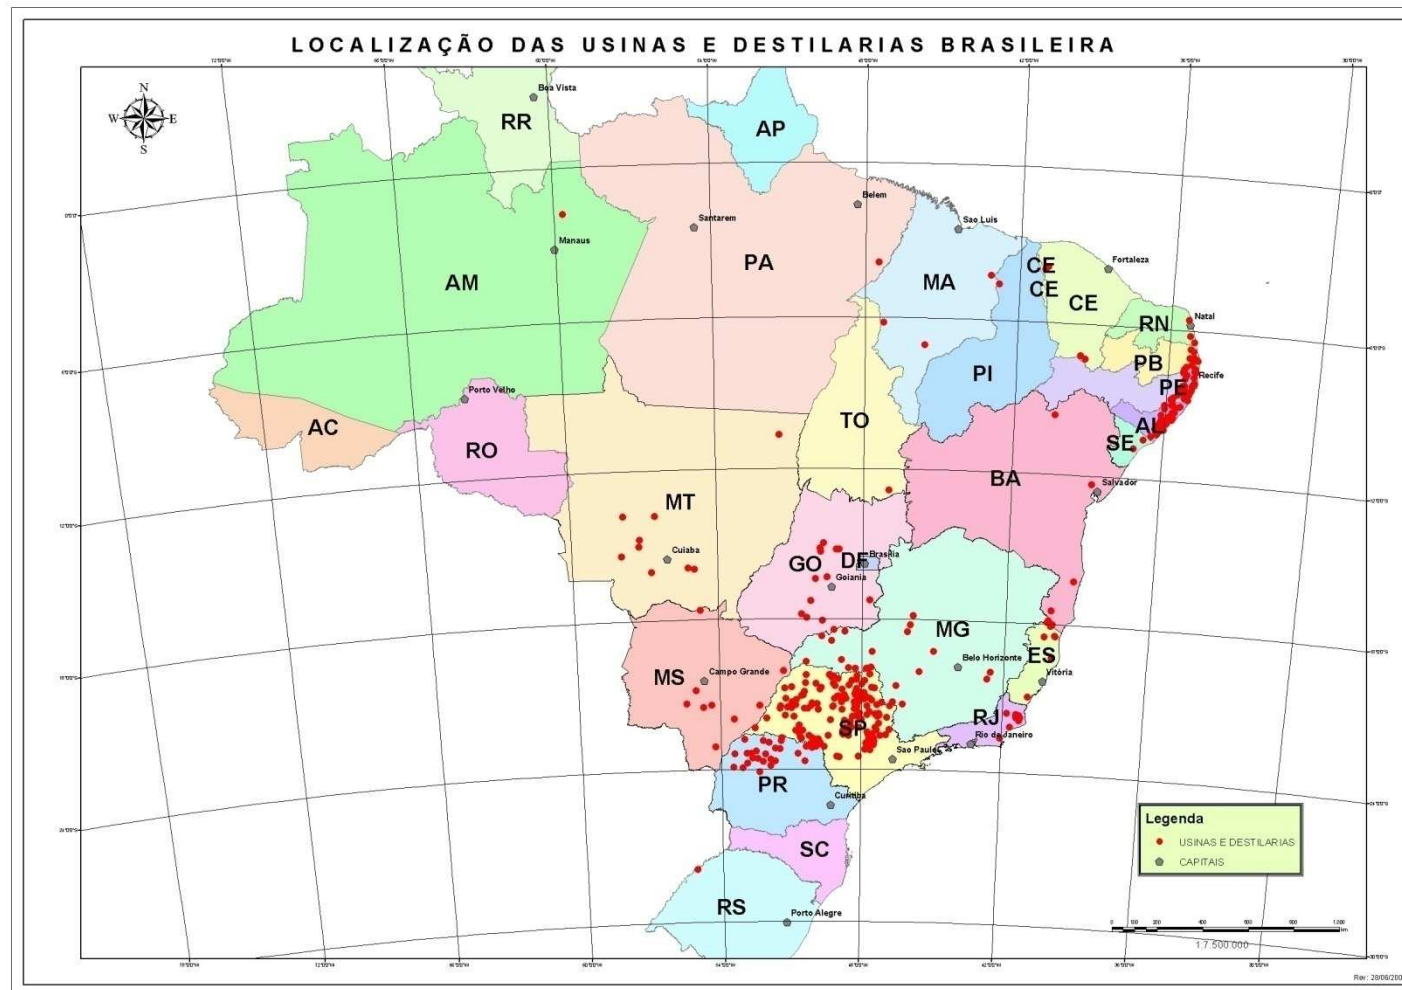 LOCALIZAÇÃO DAS USINAS E DESTILARIAS BRASILEIRA
N
W E
S
Boa Vista
RR
AP
Belem
Santarem
Sao Luis
Manaus
AM
PA
MA
CE
CE
CE
Fortaleza
RN
Natal
PB
PI
Recife
PE
Porto Velho
AC
RO
TO
AL
SE
BA
Salvador
MT
Cuiaba
GO
DF
Brasília
Goiania
MG
ES
Belo Horizonte
Vitória
MS
Campo Grande
RJ
Rio de Janeiro
SP
Sao Paulo
PR
Curitiba
SC
RS
Porto Alegre
Legenda
USINAS E DESTILARIAS
CAPITAIS
1:7.500.000